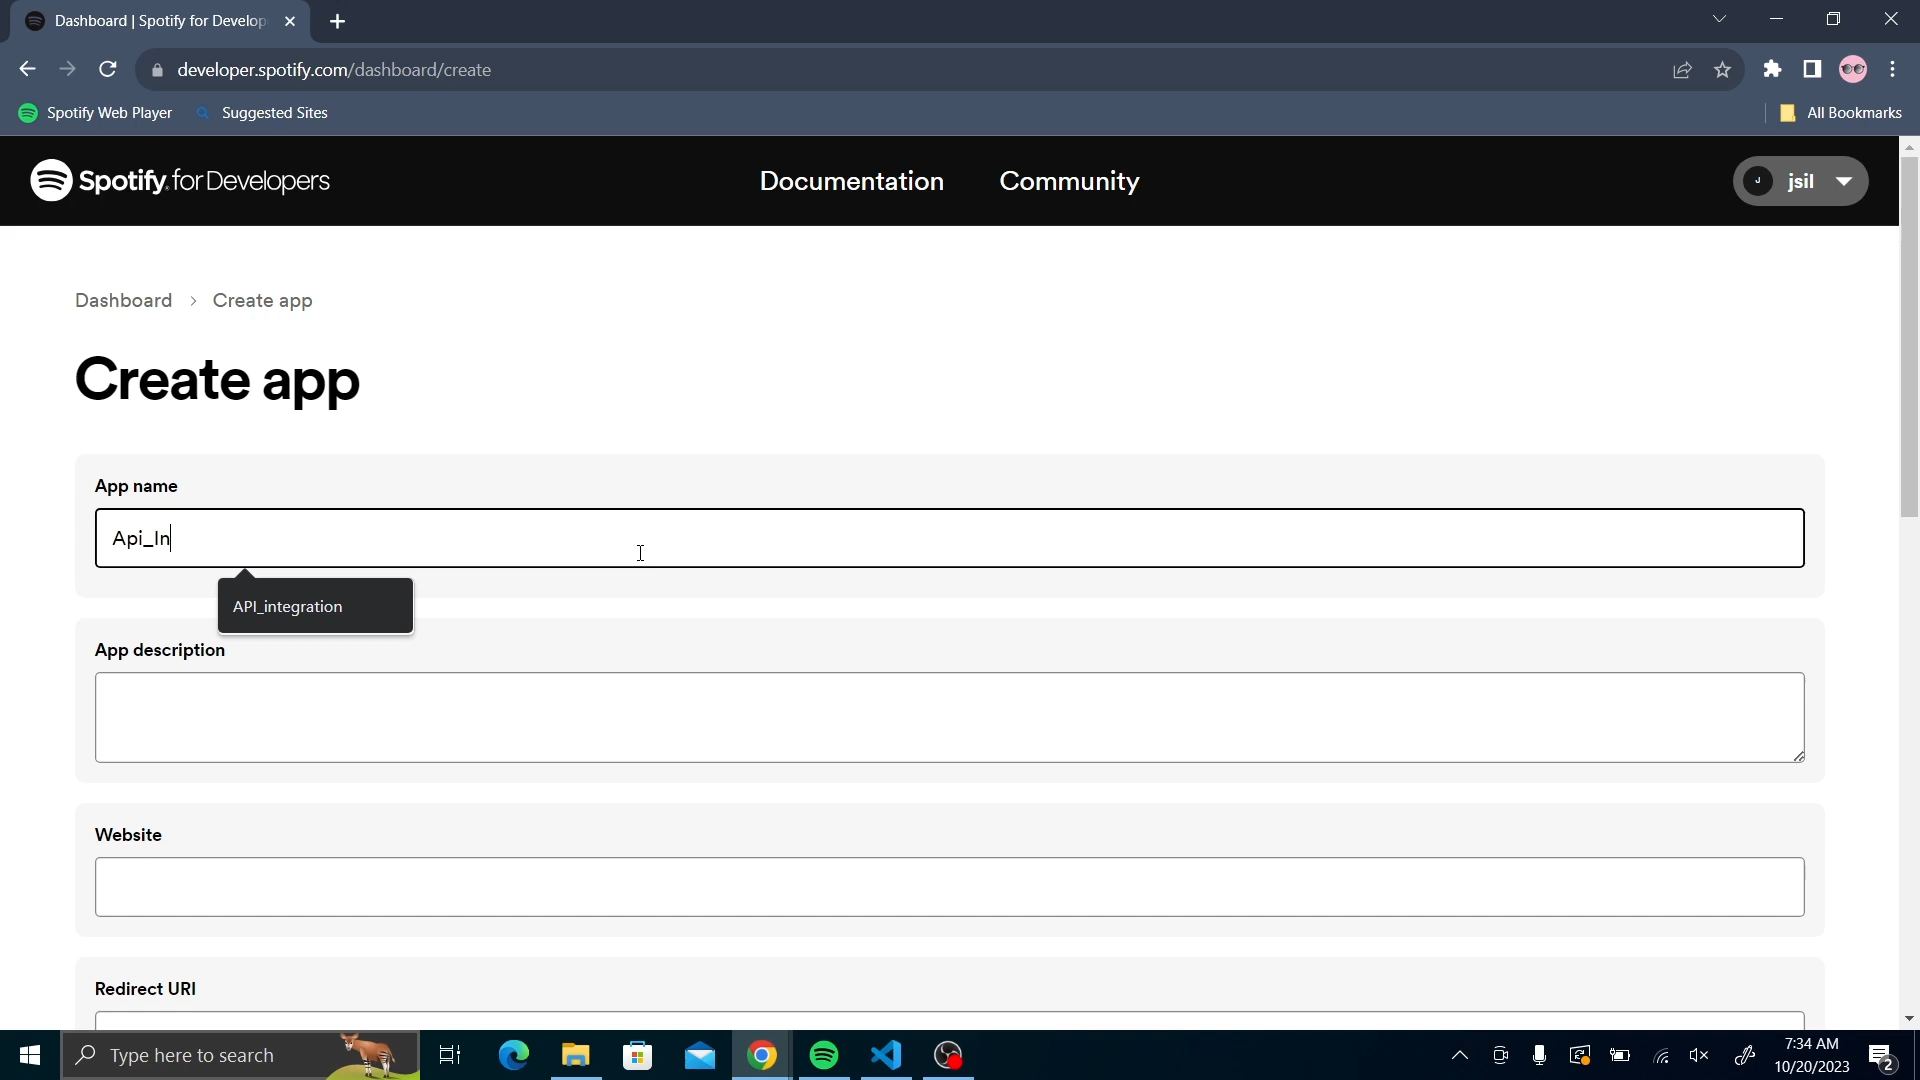 Dashboard | Spotify for Develop
developer.spotify.com/dashboard/create
Spotify Web Player
Suggested Sites
All Bookmarks
Spotify for Developers
Documentation
Community
J
jsil
Dashboard > Create app
Create app
App name
Api_In
API_integration
App description
Website
Redirect URI
Type here to search
7:34 AM
10/20/2023
2